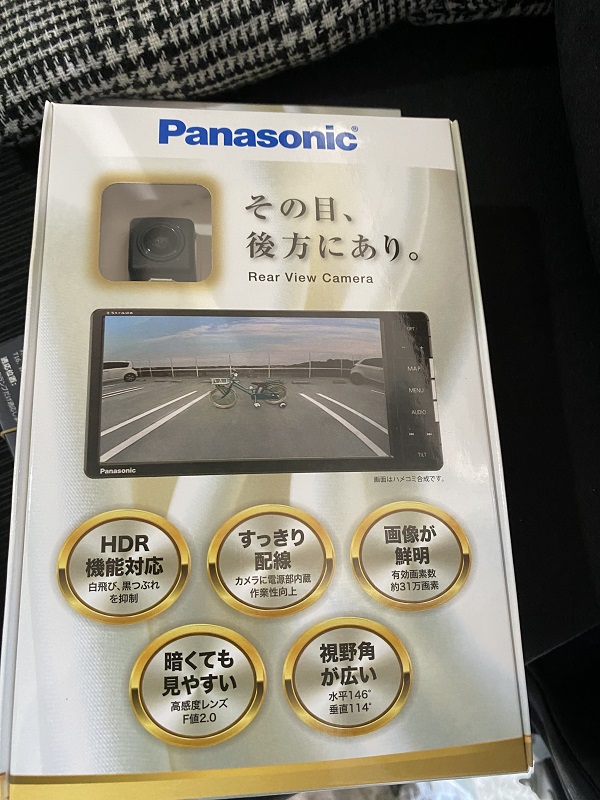 Panasonic®
その目、
後方にあり。
Rear View Camera
MAP
MENU
AUDIO
TILT
Panasonic
画面はハメコミ合成です。
HDR
機能対応
白飛び、黒つぶれ
を抑制
すっきり
配線
カメラに電源部内蔵
作業性向上
画像が
鮮明
有効画素数
約31万画素
暗くても
見やすい
高感度レンズ
F値2.0
視野角
が広い
水平146°
垂直114°